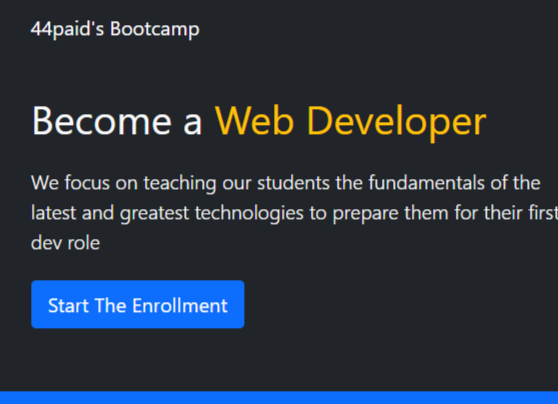 44paid's Bootcamp
Become a Web Developer
We focus on teaching our students the fundamentals of the
latest and greatest technologies to prepare them for their first
dev role
Start The Enrollment